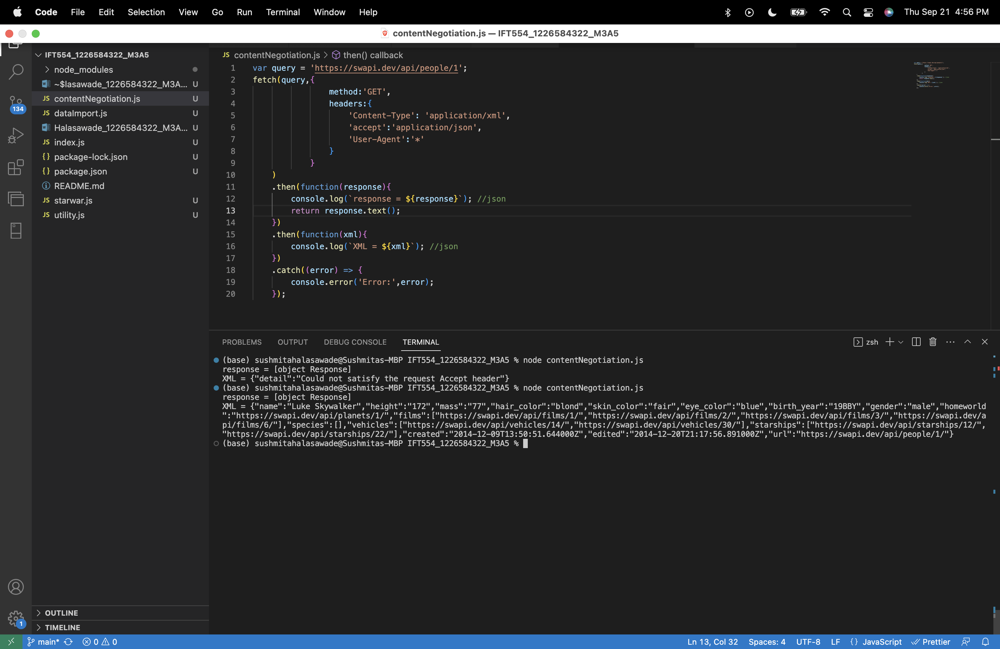 Code File Edit Selection View Go Run Terminal Window Help Thu Sep 21 4:56 PM
contentNegotiation.js — IFT554_1226584322_M3A5
IFT554_1226584322_M3A5
node_modules
~$lasawade_1226584322_M3A... U
contentNegotiation.js U
dataImport.js U
Halasawade_1226584322_M3A... U
index.js U
package-lock.json U
package.json U
README.md
starwar.js U
utility.js U
134
OUTLINE
TIMELINE
1
JS contentNegotiation.js > then() callback
1 var query = 'https://swapi.dev/api/people/1';
2 fetch(query,{
3 method:'GET',
4 headers:{
5 'Content-Type': 'application/xml',
6 'accept':'application/json',
7 'User-Agent':'*'
8 }
9 }
10 )
11 .then(function(response){
12 console.log(`response = ${response}`); //json
13 return response.text();
14 })
15 .then(function(xml){
16 console.log(`XML = ${xml}`); //json
17 })
18 .catch((error) => {
19 console.error('Error:',error);
20 });
PROBLEMS OUTPUT DEBUG CONSOLE TERMINAL zsh
(base) sushmitahalasawade@Sushmitas-MBP IFT554_1226584322_M3A5 % node contentNegotiation.js
response = [object Response]
XML = {"detail":"Could not satisfy the request Accept header"}
(base) sushmitahalasawade@Sushmitas-MBP IFT554_1226584322_M3A5 % node contentNegotiation.js
response = [object Response]
XML = {"name":"Luke Skywalker","height":"172","mass":"77","hair_color":"blond","skin_color":"fair","eye_color":"blue","birth_year":"19BBY","gender":"male","homeworld
":"https://swapi.dev/api/planets/1/","films":["https://swapi.dev/api/films/1/","https://swapi.dev/api/films/2/","https://swapi.dev/api/films/3/","https://swapi.dev/a
pi/films/6/"],"species":[],"vehicles":["https://swapi.dev/api/vehicles/14/","https://swapi.dev/api/vehicles/30/"],"starships":["https://swapi.dev/api/starships/12/",
"https://swapi.dev/api/starships/22/"],"created":"2014-12-09T13:50:51.644000Z","edited":"2014-12-20T21:17:56.891000Z","url":"https://swapi.dev/api/people/1/"}
(base) sushmitahalasawade@Sushmitas-MBP IFT554_1226584322_M3A5 %
main* 0 0 Ln 13, Col 32 Spaces: 4 UTF-8 LF {} JavaScript Prettier